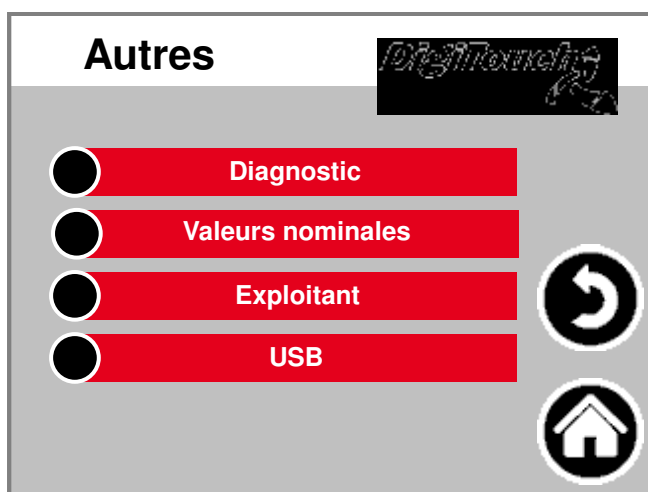 Autres
DigiTouch
Diagnostic
Valeurs nominales
Exploitant
USB